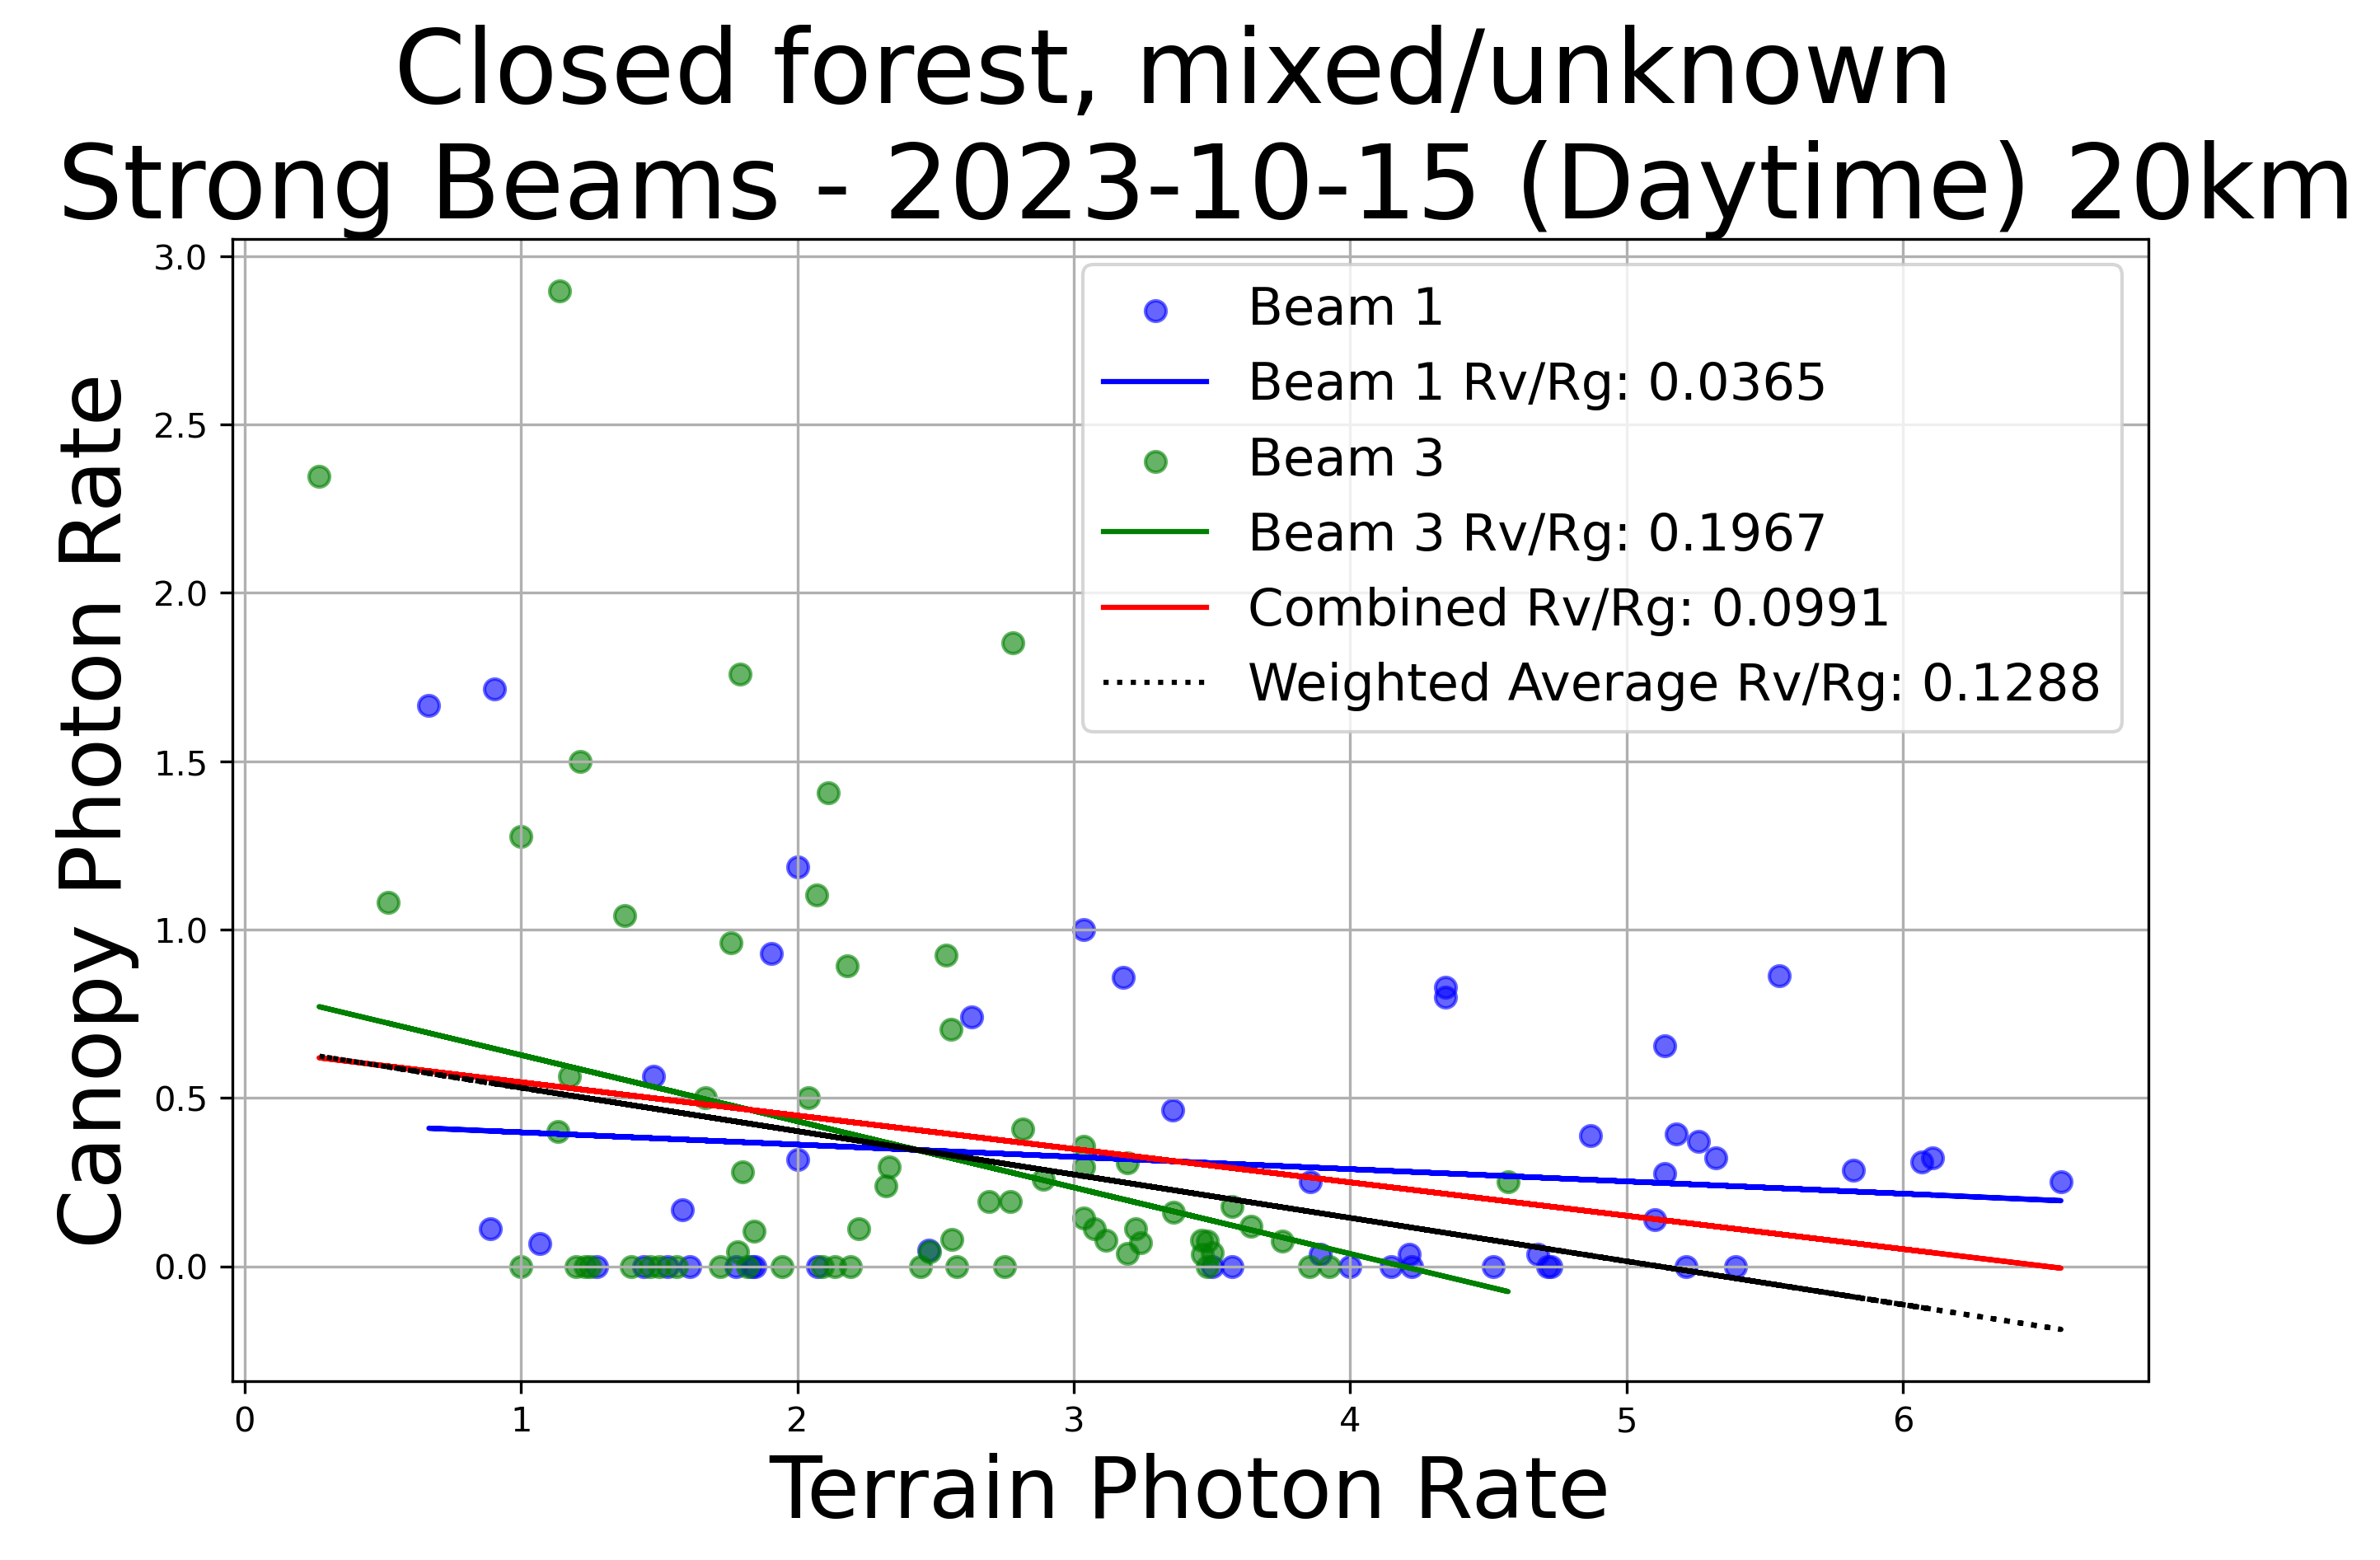 Closed forest, mixed/unknown
Strong Beams - 2023-10-15 (Daytime) 20km
Canopy Photon Rate
3.0
2.5
2.0
1.5
1.0
0.5
0.0
Beam 1
Beam 1 Rv/Rg: 0.0365
Beam 3
Beam 3 Rv/Rg: 0.1967
Combined Rv/Rg: 0.0991
Weighted Average Rv/Rg: 0.1288
0 1 2 3 4 5 6
Terrain Photon Rate